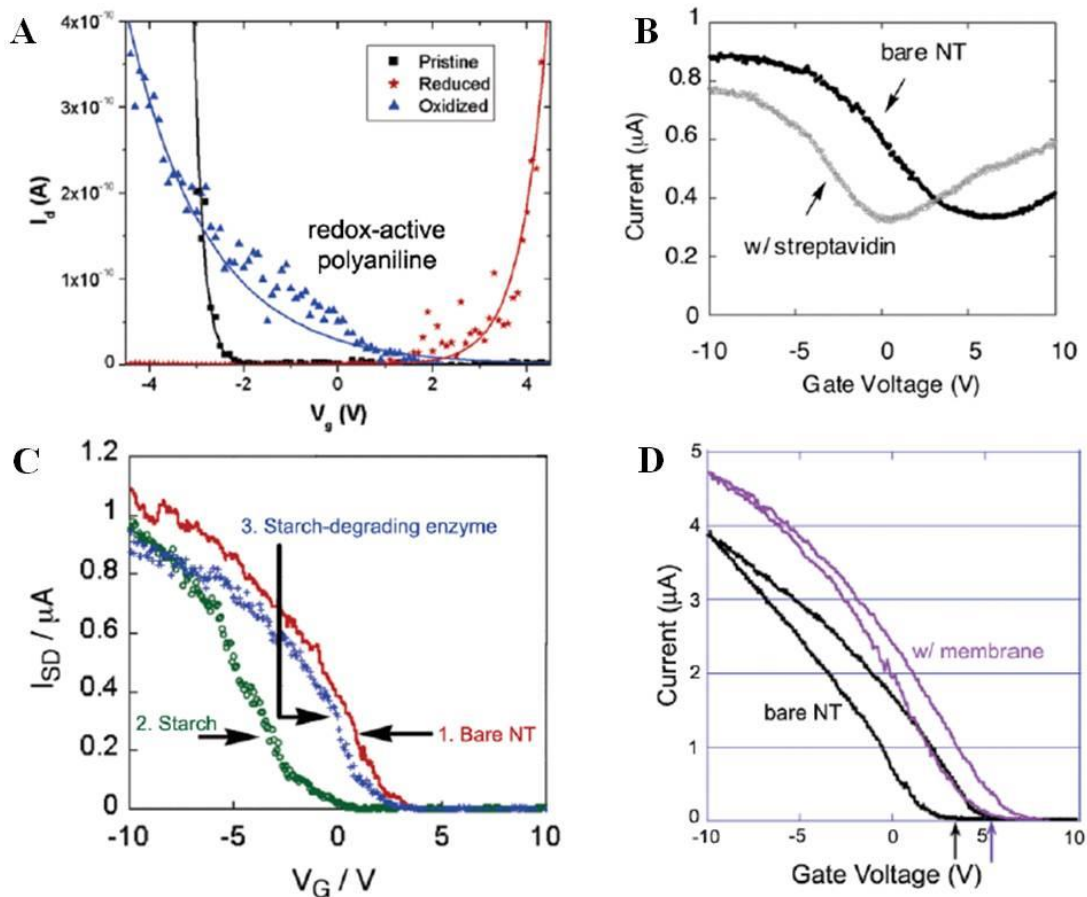 A
4x10⁻¹⁰
3x10⁻¹⁰
2x10⁻¹⁰
1x10⁻¹⁰
0
I_d (A)
Pristine
Reduced
Oxidized
redox-active
polyaniline
-4 -2 0 2 4
V_g (V)
B
1
0.8
0.6
0.4
0.2
0
Current (μA)
bare NT
w/ streptavidin
-10 -5 0 5 10
Gate Voltage (V)
C
1.2
1
0.8
0.6
0.4
0.2
0
I_SD / μA
3. Starch-degrading enzyme
2. Starch
1. Bare NT
-10 -5 0 5 10
V_G / V
D
5
4
3
2
1
0
Current (μA)
w/ membrane
bare NT
-10 -5 0 5 10
Gate Voltage (V)